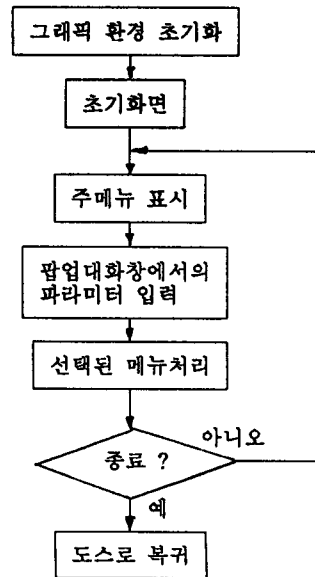 그래픽 환경 초기화
초기화면
주메뉴 표시
팝업대화창에서의
파라미터 입력
선택된 메뉴처리
아니오
종료 ?
예
도스로 복귀